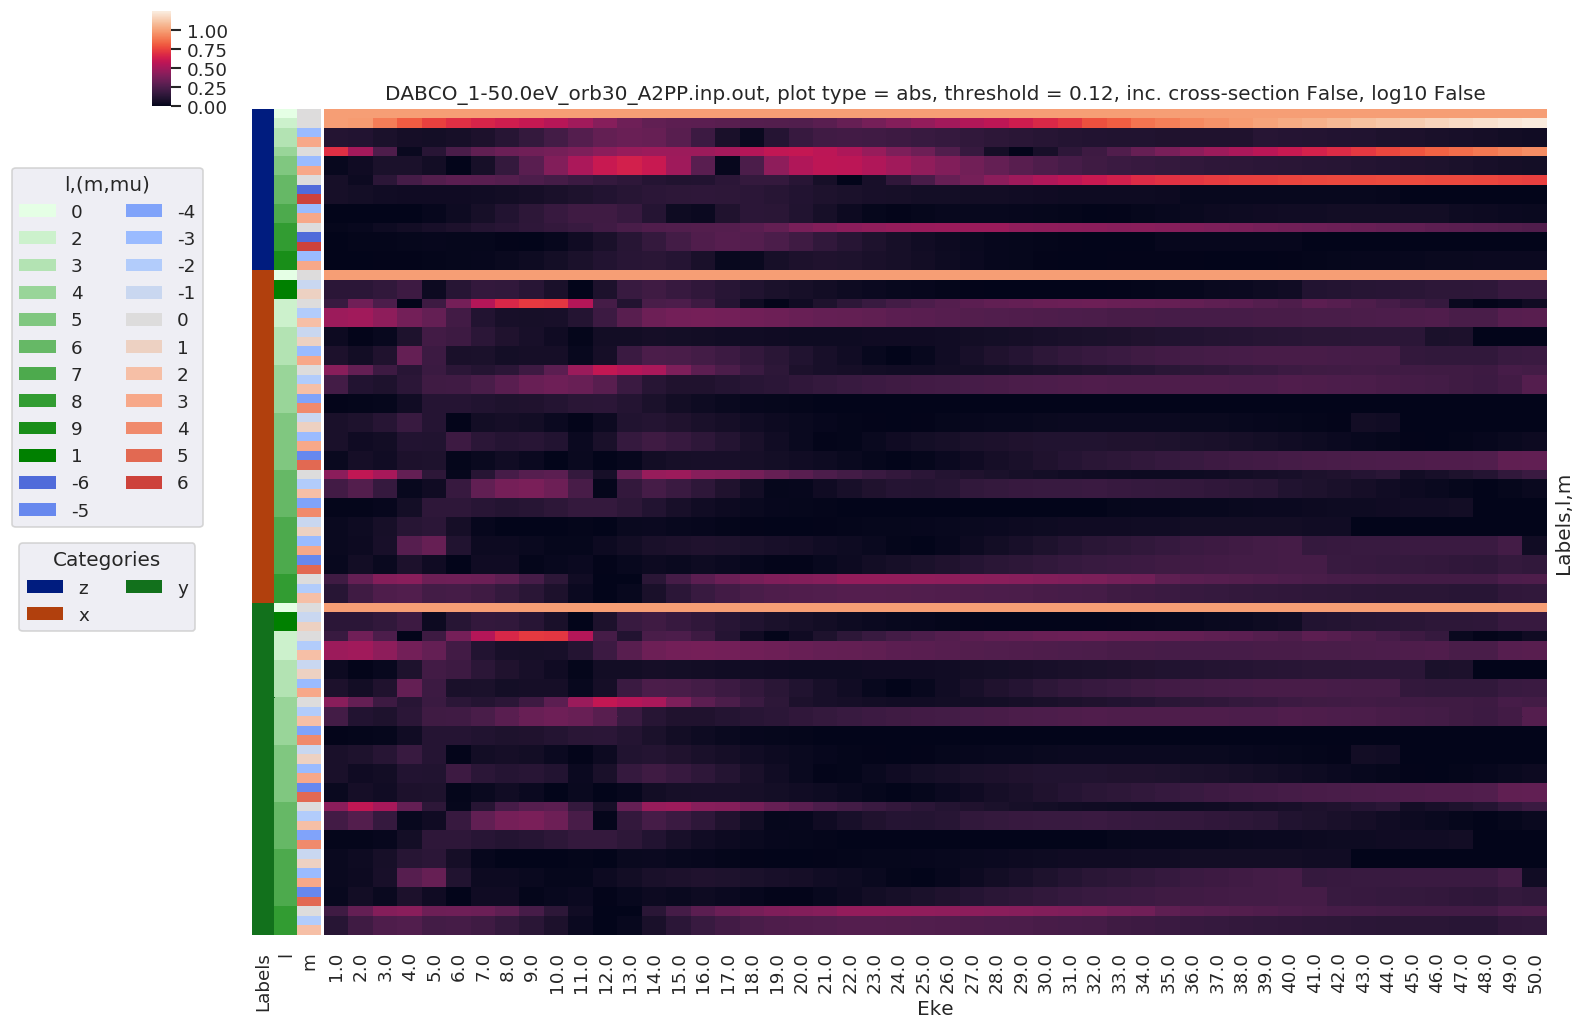 1.00
0.75
0.50
0.25
0.00
DABCO_1-50.0eV_orb30_A2PP.inp.out, plot type = abs, threshold = 0.12, inc. cross-section False, log10 False
l,(m,mu)
0 -4
2 -3
3 -2
4 -1
5 0
6 1
7 2
8 3
9 4
1 5
-6 6
-5
Categories
z y
x
Labels,l,m
Labels l m 1.0 2.0 3.0 4.0 5.0 6.0 7.0 8.0 9.0 10.0 11.0 12.0 13.0 14.0 15.0 16.0 17.0 18.0 19.0 20.0 21.0 22.0 23.0 24.0 25.0 26.0 27.0 28.0 29.0 30.0 31.0 32.0 33.0 34.0 35.0 36.0 37.0 38.0 39.0 40.0 41.0 42.0 43.0 44.0 45.0 46.0 47.0 48.0 49.0 50.0
Eke